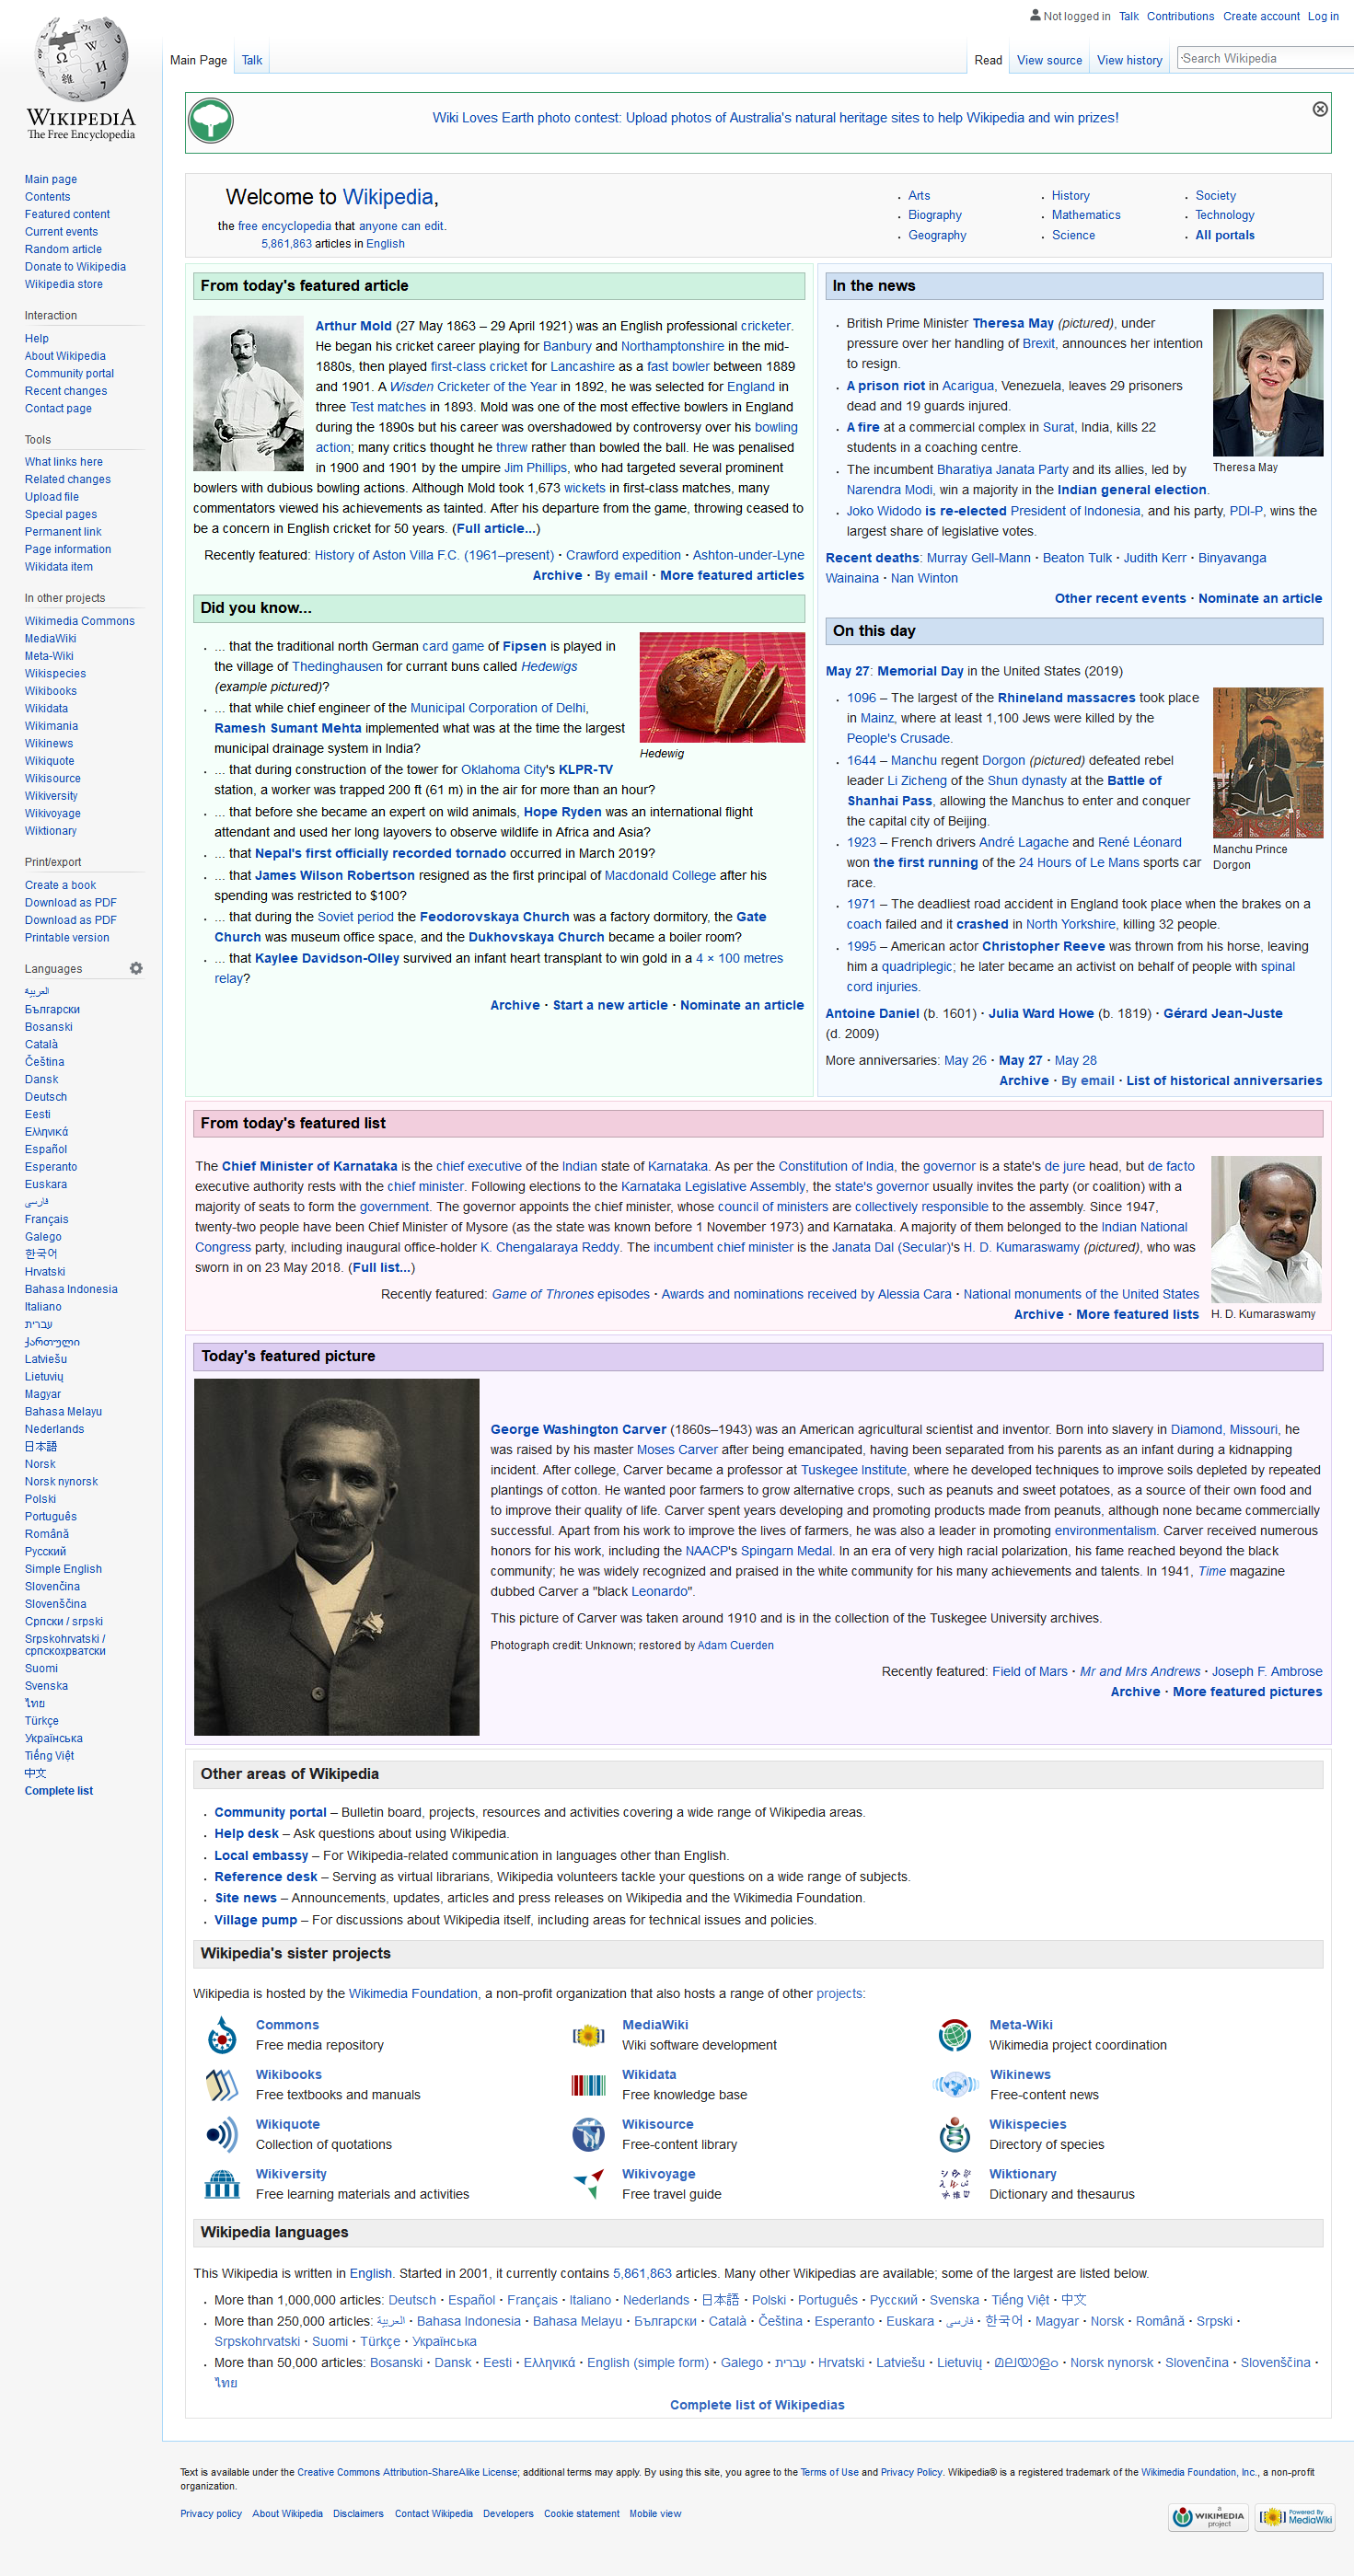 Not logged in Talk Contributions Create account Log in
Main Page Talk Read View source View history Search Wikipedia
WIKIPEDIA
The Free Encyclopedia
Main page
Contents
Featured content
Current events
Random article
Donate to Wikipedia
Wikipedia store
Interaction
Help
About Wikipedia
Community portal
Recent changes
Contact page
Tools
What links here
Related changes
Upload file
Special pages
Permanent link
Page information
Wikidata item
In other projects
Wikimedia Commons
MediaWiki
Meta-Wiki
Wikispecies
Wikibooks
Wikidata
Wikimania
Wikinews
Wikiquote
Wikisource
Wikiversity
Wikivoyage
Wiktionary
Print/export
Create a book
Download as PDF
Download as PDF
Printable version
Languages
العربية
Български
Bosanski
Català
Čeština
Dansk
Deutsch
Eesti
Ελληνικά
Español
Esperanto
Euskara
فارسی
Français
Galego
한국어
Hrvatski
Bahasa Indonesia
Italiano
עברית
ქართული
Latviešu
Lietuvių
Magyar
Bahasa Melayu
Nederlands
日本語
Norsk
Norsk nynorsk
Polski
Português
Română
Русский
Simple English
Slovenčina
Slovenščina
Српски / srpski
Srpskohrvatski /
српскохрватски
Suomi
Svenska
ไทย
Türkçe
Українська
Tiếng Việt
中文
Complete list
Wiki Loves Earth photo contest: Upload photos of Australia's natural heritage sites to help Wikipedia and win prizes!
Welcome to Wikipedia,
the free encyclopedia that anyone can edit.
5,861,863 articles in English
Arts
Biography
Geography
History
Mathematics
Science
Society
Technology
All portals
From today's featured article
Arthur Mold (27 May 1863 – 29 April 1921) was an English professional cricketer.
He began his cricket career playing for Banbury and Northamptonshire in the mid-
1880s, then played first-class cricket for Lancashire as a fast bowler between 1889
and 1901. A Wisden Cricketer of the Year in 1892, he was selected for England in
three Test matches in 1893. Mold was one of the most effective bowlers in England
during the 1890s but his career was overshadowed by controversy over his bowling
action; many critics thought he threw rather than bowled the ball. He was penalised
in 1900 and 1901 by the umpire Jim Phillips, who had targeted several prominent
bowlers with dubious bowling actions. Although Mold took 1,673 wickets in first-class matches, many
commentators viewed his achievements as tainted. After his departure from the game, throwing ceased to
be a concern in English cricket for 50 years. (Full article...)
Recently featured: History of Aston Villa F.C. (1961–present) · Crawford expedition · Ashton-under-Lyne
Archive · By email · More featured articles
Did you know...
... that the traditional north German card game of Fipsen is played in
the village of Thedinghausen for currant buns called Hedewigs
(example pictured)?
... that while chief engineer of the Municipal Corporation of Delhi,
Ramesh Sumant Mehta implemented what was at the time the largest
municipal drainage system in India?
... that during construction of the tower for Oklahoma City's KLPR-TV
station, a worker was trapped 200 ft (61 m) in the air for more than an hour?
... that before she became an expert on wild animals, Hope Ryden was an international flight
attendant and used her long layovers to observe wildlife in Africa and Asia?
... that Nepal's first officially recorded tornado occurred in March 2019?
... that James Wilson Robertson resigned as the first principal of Macdonald College after his
spending was restricted to $100?
... that during the Soviet period the Feodorovskaya Church was a factory dormitory, the Gate
Church was museum office space, and the Dukhovskaya Church became a boiler room?
... that Kaylee Davidson-Olley survived an infant heart transplant to win gold in a 4 × 100 metres
relay?
Hedewig
Archive · Start a new article · Nominate an article
In the news
British Prime Minister Theresa May (pictured), under
pressure over her handling of Brexit, announces her intention
to resign.
A prison riot in Acarigua, Venezuela, leaves 29 prisoners
dead and 19 guards injured.
A fire at a commercial complex in Surat, India, kills 22
students in a coaching centre.
The incumbent Bharatiya Janata Party and its allies, led by
Narendra Modi, win a majority in the Indian general election.
Joko Widodo is re-elected President of Indonesia, and his party, PDI-P, wins the
largest share of legislative votes.
Theresa May
Recent deaths: Murray Gell-Mann · Beaton Tulk · Judith Kerr · Binyavanga
Wainaina · Nan Winton
Other recent events · Nominate an article
On this day
May 27: Memorial Day in the United States (2019)
1096 – The largest of the Rhineland massacres took place
in Mainz, where at least 1,100 Jews were killed by the
People's Crusade.
1644 – Manchu regent Dorgon (pictured) defeated rebel
leader Li Zicheng of the Shun dynasty at the Battle of
Shanhai Pass, allowing the Manchus to enter and conquer
the capital city of Beijing.
1923 – French drivers André Lagache and René Léonard
won the first running of the 24 Hours of Le Mans sports car
race.
1971 – The deadliest road accident in England took place when the brakes on a
coach failed and it crashed in North Yorkshire, killing 32 people.
1995 – American actor Christopher Reeve was thrown from his horse, leaving
him a quadriplegic; he later became an activist on behalf of people with spinal
cord injuries.
Manchu Prince
Dorgon
Antoine Daniel (b. 1601) · Julia Ward Howe (b. 1819) · Gérard Jean-Juste
(d. 2009)
More anniversaries: May 26 · May 27 · May 28
Archive · By email · List of historical anniversaries
From today's featured list
The Chief Minister of Karnataka is the chief executive of the Indian state of Karnataka. As per the Constitution of India, the governor is a state's de jure head, but de facto
executive authority rests with the chief minister. Following elections to the Karnataka Legislative Assembly, the state's governor usually invites the party (or coalition) with a
majority of seats to form the government. The governor appoints the chief minister, whose council of ministers are collectively responsible to the assembly. Since 1947,
twenty-two people have been Chief Minister of Mysore (as the state was known before 1 November 1973) and Karnataka. A majority of them belonged to the Indian National
Congress party, including inaugural office-holder K. Chengalaraya Reddy. The incumbent chief minister is the Janata Dal (Secular)'s H. D. Kumaraswamy (pictured), who was
sworn in on 23 May 2018. (Full list...)
Recently featured: Game of Thrones episodes · Awards and nominations received by Alessia Cara · National monuments of the United States
Archive · More featured lists
H. D. Kumaraswamy
Today's featured picture
George Washington Carver (1860s–1943) was an American agricultural scientist and inventor. Born into slavery in Diamond, Missouri, he
was raised by his master Moses Carver after being emancipated, having been separated from his parents as an infant during a kidnapping
incident. After college, Carver became a professor at Tuskegee Institute, where he developed techniques to improve soils depleted by repeated
plantings of cotton. He wanted poor farmers to grow alternative crops, such as peanuts and sweet potatoes, as a source of their own food and
to improve their quality of life. Carver spent years developing and promoting products made from peanuts, although none became commercially
successful. Apart from his work to improve the lives of farmers, he was also a leader in promoting environmentalism. Carver received numerous
honors for his work, including the NAACP's Spingarn Medal. In an era of very high racial polarization, his fame reached beyond the black
community; he was widely recognized and praised in the white community for his many achievements and talents. In 1941, Time magazine
dubbed Carver a "black Leonardo".
This picture of Carver was taken around 1910 and is in the collection of the Tuskegee University archives.
Photograph credit: Unknown; restored by Adam Cuerden
Recently featured: Field of Mars · Mr and Mrs Andrews · Joseph F. Ambrose
Archive · More featured pictures
Other areas of Wikipedia
Community portal – Bulletin board, projects, resources and activities covering a wide range of Wikipedia areas.
Help desk – Ask questions about using Wikipedia.
Local embassy – For Wikipedia-related communication in languages other than English.
Reference desk – Serving as virtual librarians, Wikipedia volunteers tackle your questions on a wide range of subjects.
Site news – Announcements, updates, articles and press releases on Wikipedia and the Wikimedia Foundation.
Village pump – For discussions about Wikipedia itself, including areas for technical issues and policies.
Wikipedia's sister projects
Wikipedia is hosted by the Wikimedia Foundation, a non-profit organization that also hosts a range of other projects:
Commons
Free media repository
MediaWiki
Wiki software development
Meta-Wiki
Wikimedia project coordination
Wikibooks
Free textbooks and manuals
Wikidata
Free knowledge base
Wikinews
Free-content news
Wikiquote
Collection of quotations
Wikisource
Free-content library
Wikispecies
Directory of species
Wikiversity
Free learning materials and activities
Wikivoyage
Free travel guide
Wiktionary
Dictionary and thesaurus
Wikipedia languages
This Wikipedia is written in English. Started in 2001, it currently contains 5,861,863 articles. Many other Wikipedias are available; some of the largest are listed below.
More than 1,000,000 articles: Deutsch · Español · Français · Italiano · Nederlands · 日本語 · Polski · Português · Русский · Svenska · Tiếng Việt · 中文
More than 250,000 articles: العربية · Bahasa Indonesia · Bahasa Melayu · Български · Català · Čeština · Esperanto · Euskara · فارسی · 한국어 · Magyar · Norsk · Română · Srpski ·
Srpskohrvatski · Suomi · Türkçe · Українська
More than 50,000 articles: Bosanski · Dansk · Eesti · Ελληνικά · English (simple form) · Galego · עברית · Hrvatski · Latviešu · Lietuvių · മലയാളം · Norsk nynorsk · Slovenčina · Slovenščina ·
ไทย
Complete list of Wikipedias
Text is available under the Creative Commons Attribution-ShareAlike License; additional terms may apply. By using this site, you agree to the Terms of Use and Privacy Policy. Wikipedia® is a registered trademark of the Wikimedia Foundation, Inc., a non-profit
organization.
Privacy policy About Wikipedia Disclaimers Contact Wikipedia Developers Cookie statement Mobile view
A WIKIMEDIA project
Powered By MediaWiki